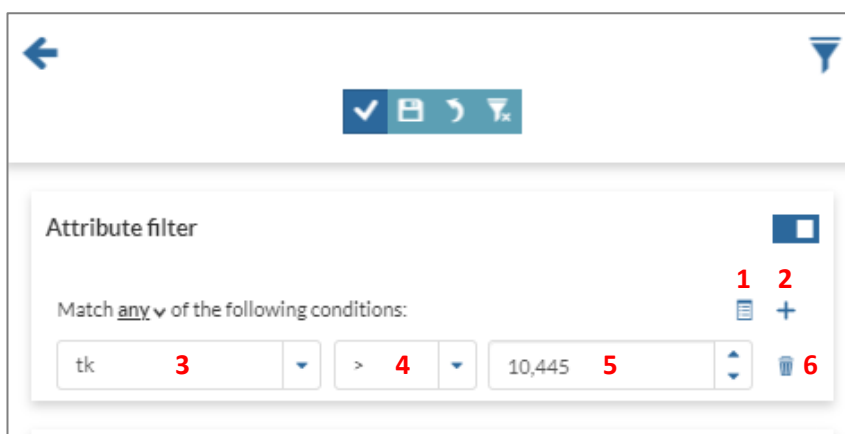 Attribute filter
1 2
Match any of the following conditions:
tk 3 > 4 10,445 5 6